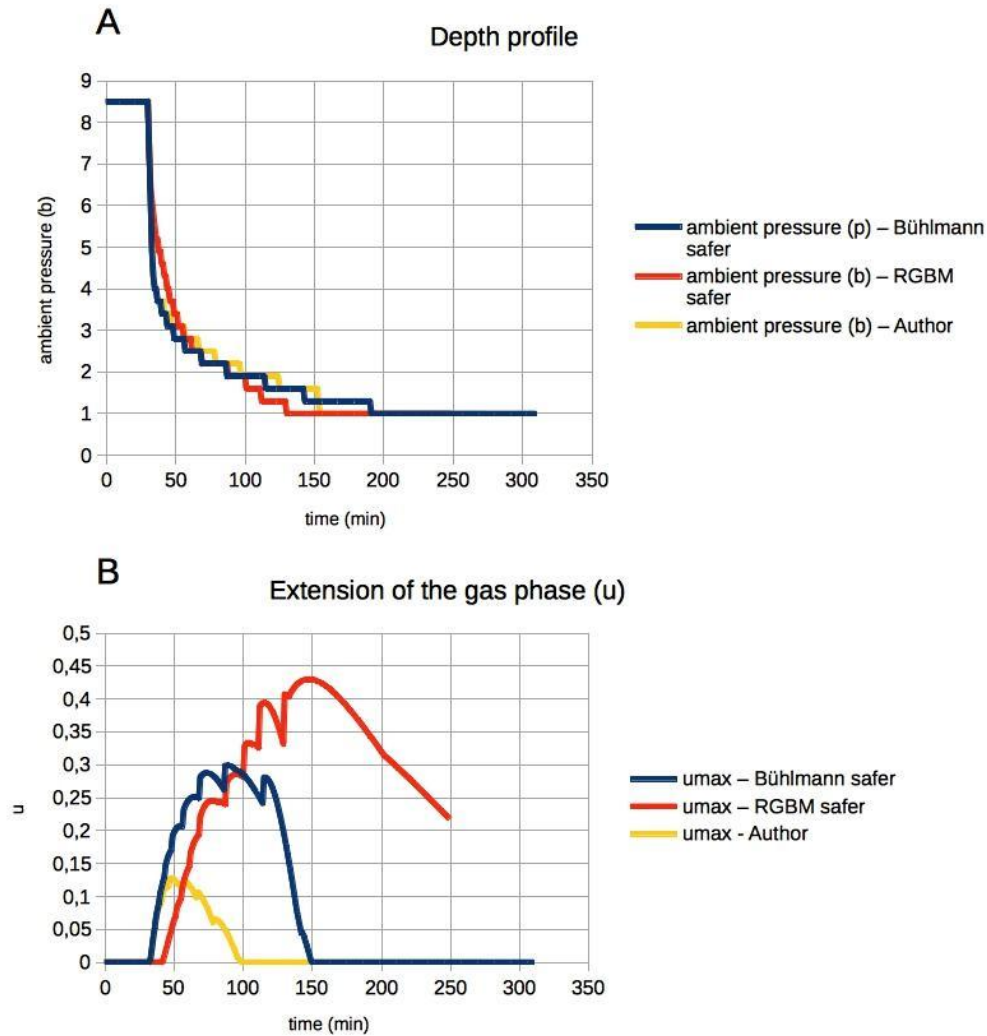 A
Depth profile
9
8
7
6
5
4
3
2
1
0
ambient pressure (b)
0 50 100 150 200 250 300 350
time (min)
ambient pressure (p) – Bühlmann
safer
ambient pressure (b) – RGBM
safer
ambient pressure (b) – Author
B
Extension of the gas phase (u)
0,5
0,45
0,4
0,35
0,3
0,25
0,2
0,15
0,1
0,05
0
u
0 50 100 150 200 250 300 350
time (min)
umax – Bühlmann safer
umax – RGBM safer
umax - Author